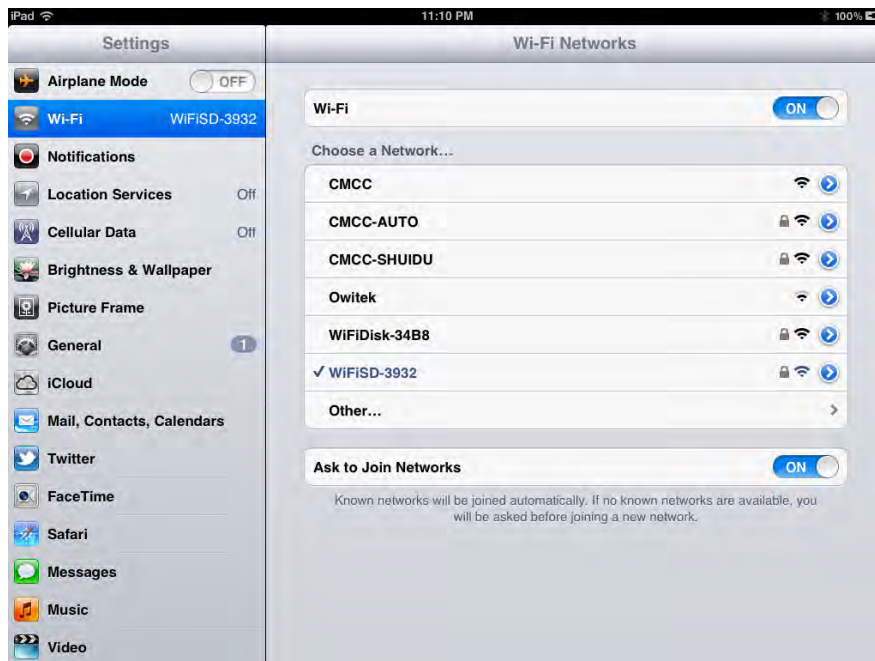 iPad 11:10 PM 100%
Settings
Wi-Fi Networks
Airplane Mode OFF
Wi-Fi WiFiSD-3932
Notifications
Location Services Off
Cellular Data Off
Brightness & Wallpaper
Picture Frame
General 1
iCloud
Mail, Contacts, Calendars
Twitter
FaceTime
Safari
Messages
Music
Video
Wi-Fi ON
Choose a Network...
CMCC
CMCC-AUTO
CMCC-SHUIDU
Owitek
WiFiDisk-34B8
✓ WiFiSD-3932
Other...
Ask to Join Networks ON
Known networks will be joined automatically. If no known networks are available, you
will be asked before joining a new network.